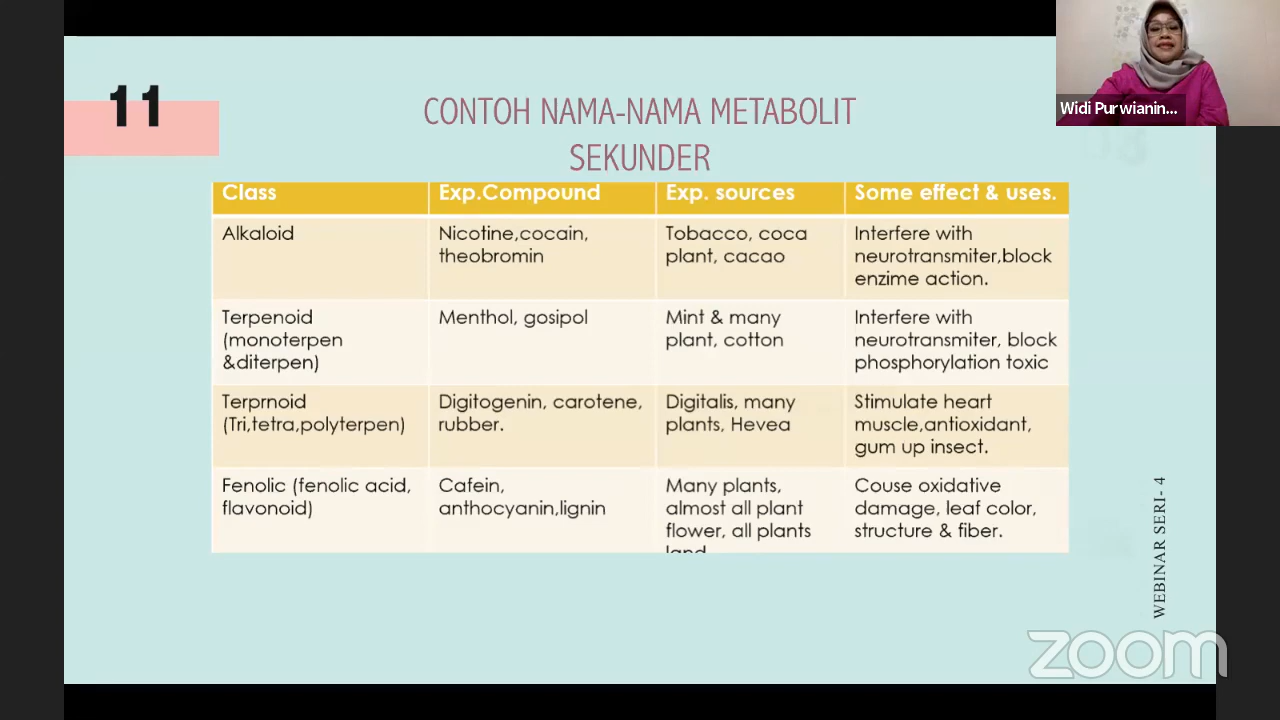 11
CONTOH NAMA-NAMA METABOLIT
SEKUNDER
Widi Purwianin...
Class
Exp.Compound
Exp. sources
Some effect & uses.
Alkaloid
Nicotine,cocain,
theobromin
Tobacco, coca
plant, cacao
Interfere with
neurotransmiter,block
enzime action.
Terpenoid
(monoterpen
&diterpen)
Menthol, gosipol
Mint & many
plant, cotton
Interfere with
neurotransmiter, block
phosphorylation toxic
Terprnoid
(Tri,tetra,polyterpen)
Digitogenin, carotene,
rubber.
Digitalis, many
plants, Hevea
Stimulate heart
muscle,antioxidant,
gum up insect.
Fenolic (fenolic acid,
flavonoid)
Cafein,
anthocyanin,lignin
Many plants,
almost all plant
flower, all plants
land
Couse oxidative
damage, leaf color,
structure & fiber.
WEBINAR SERI- 4
zoom